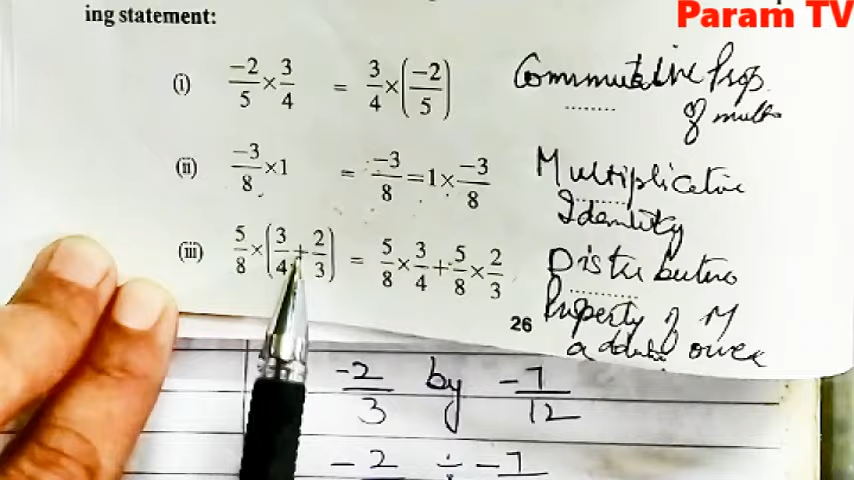 Param TV
ing statement:
(i) -2/5 × 3/4 = 3/4 × (-2/5) Commutative Prop.
........
of multi
(ii) -3/8 × 1 = -3/8 = 1 × -3/8 Multiplicative
........
Identity
(iii) 5/8 × (3/4 + 2/3) = 5/8 × 3/4 + 5/8 × 2/3 Distributive
..........
Property of M
26
over
-2/3 by -7/12
-2 ÷ -7